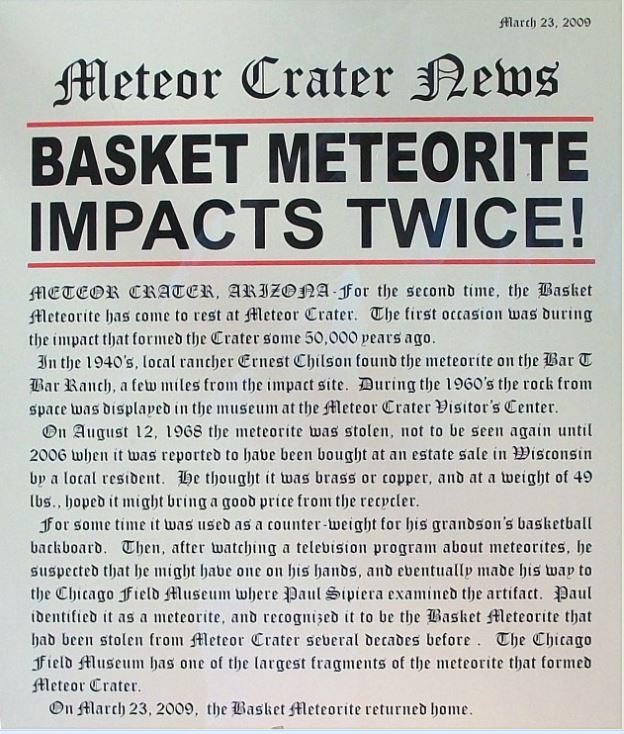 March 23, 2009
Meteor Crater News
BASKET METEORITE
IMPACTS TWICE!
METEOR CRATER, ARIZONA-For the second time, the Basket
Meteorite has come to rest at Meteor Crater. The first occasion was during
the impact that formed the Crater some 50,000 years ago.
In the 1940's, local rancher Ernest Chilson found the meteorite on the Bar T
Bar Ranch, a few miles from the impact site. During the 1960's the rock from
space was displayed in the museum at the Meteor Crater Visitor's Center.
On August 12, 1968 the meteorite was stolen, not to be seen again until
2006 when it was reported to have been bought at an estate sale in Wisconsin
by a local resident. He thought it was brass or copper, and at a weight of 49
lbs., hoped it might bring a good price from the recycler.
For some time it was used as a counter-weight for his grandson's basketball
backboard. Then, after watching a television program about meteorites, he
suspected that he might have one on his hands, and eventually made his way to
the Chicago Field Museum where Paul Sipiera examined the artifact. Paul
identified it as a meteorite, and recognized it to be the Basket Meteorite that
had been stolen from Meteor Crater several decades before . The Chicago
Field Museum has one of the largest fragments of the meteorite that formed
Meteor Crater.
On March 23, 2009, the Basket Meteorite returned home.